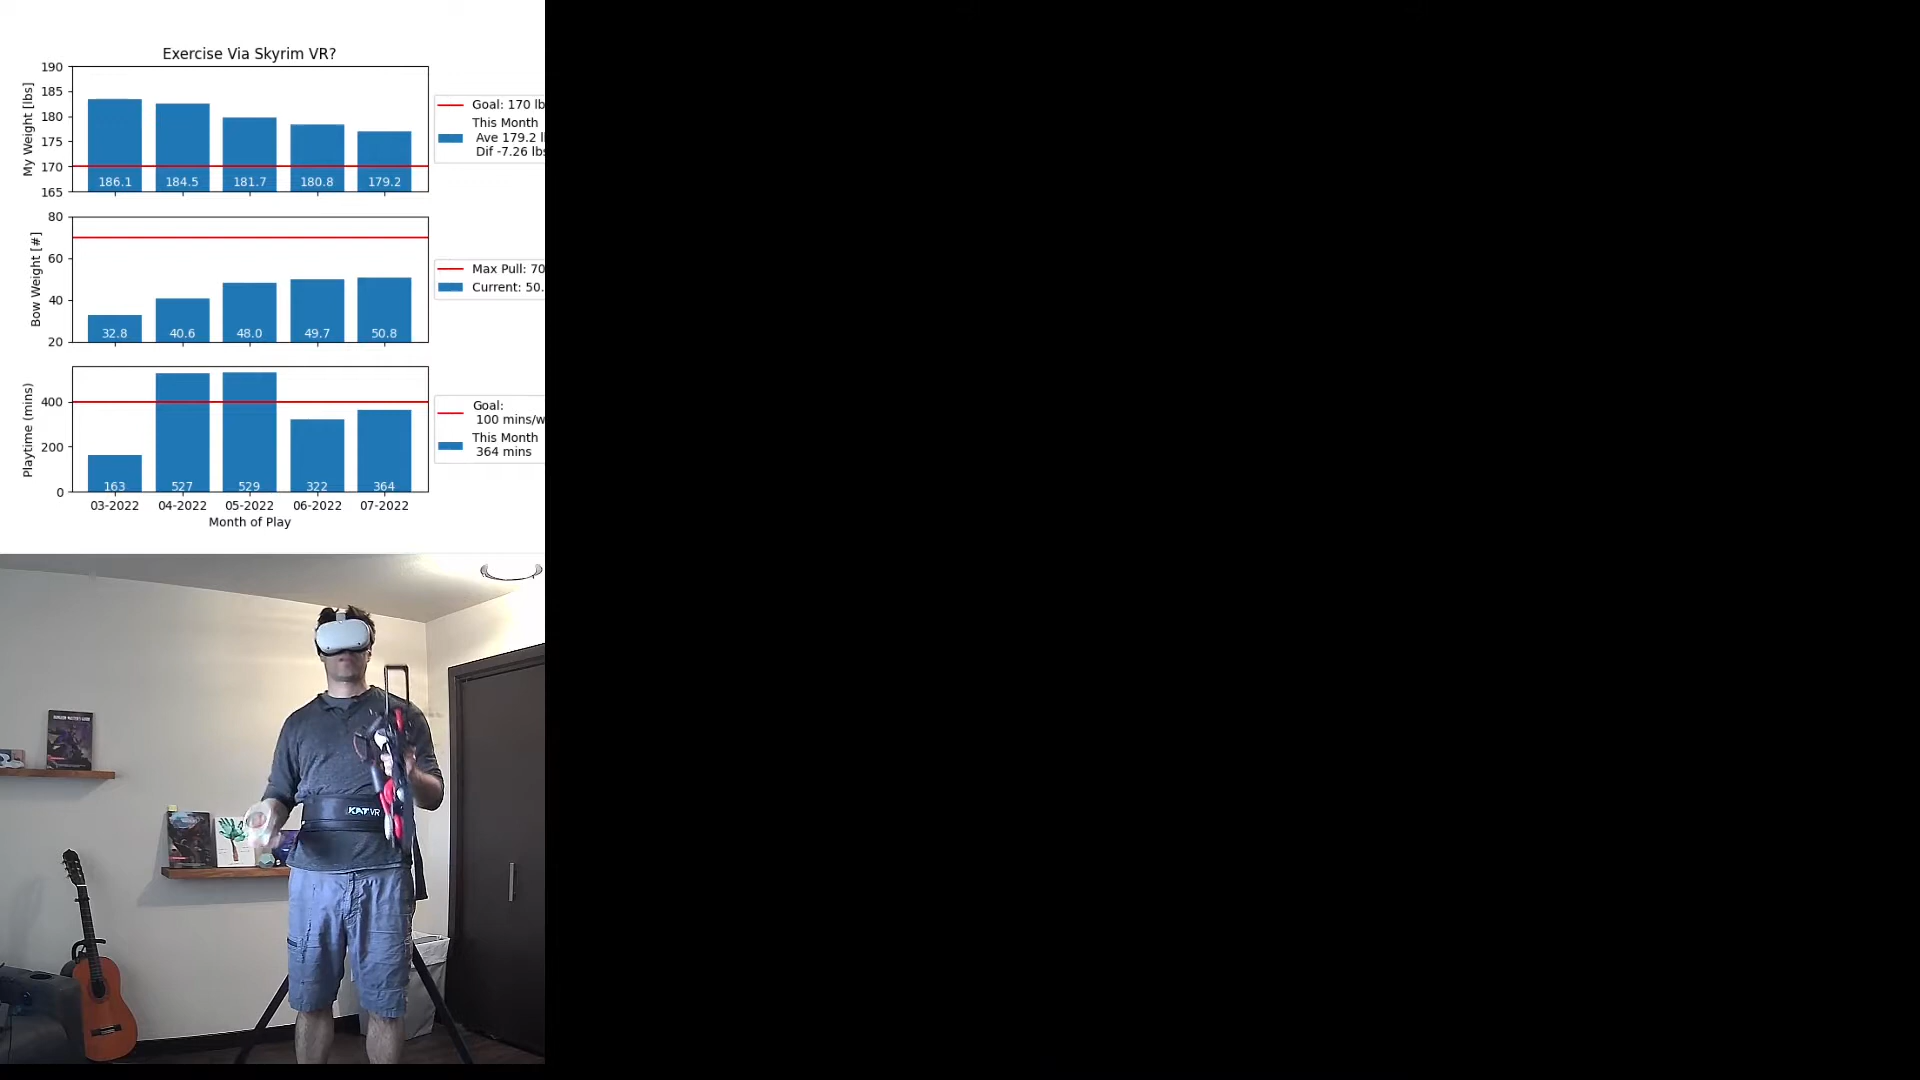 Exercise Via Skyrim VR?
My Weight [lbs]
190
185
180
175
170
165
186.1 184.5 181.7 180.8 179.2
Goal: 170 lb
This Month
Ave 179.2 l
Dif -7.26 lbs
Bow Weight [#]
80
60
40
20
32.8 40.6 48.0 49.7 50.8
Max Pull: 70
Current: 50.
Playtime (mins)
400
200
0
163 527 529 322 364
Goal:
100 mins/w
This Month
364 mins
03-2022 04-2022 05-2022 06-2022 07-2022
Month of Play
KAT VR